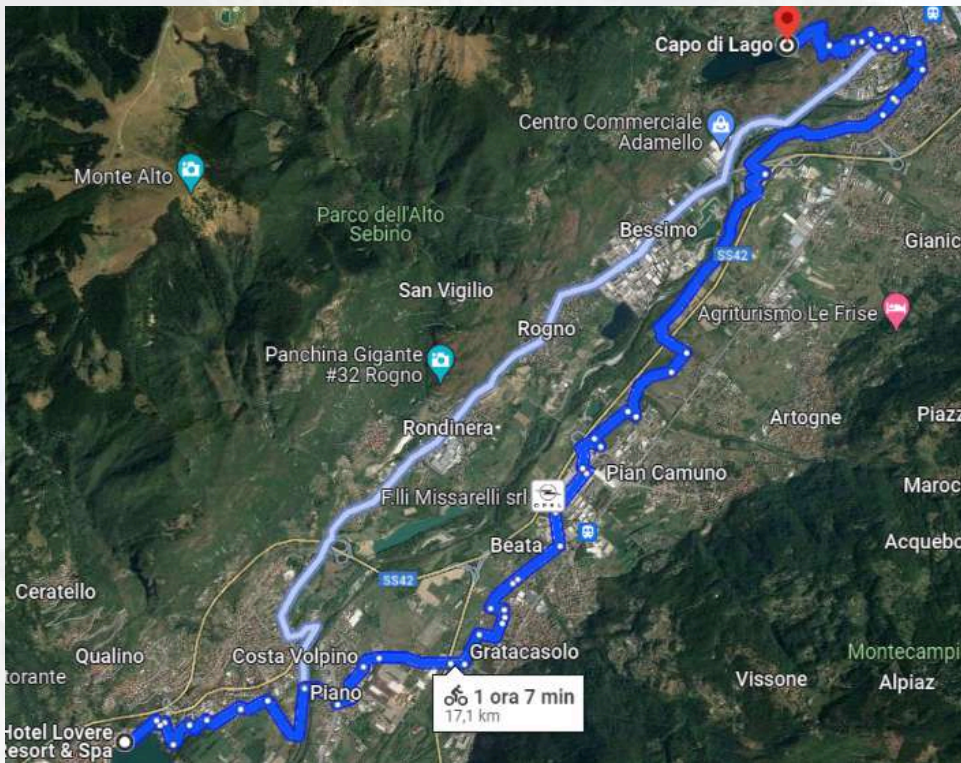 Capo di Lago
Centro Commerciale
Adamello
Monte Alto
Parco dell'Alto
Sebino
Bessimo
SS42
Gianic
San Vigilio
Agriturismo Le Frise
Rogno
Panchina Gigante
#32 Rogno
Rondinera
Artogne
Piazz
Pian Camuno
F.lli Missarelli srl
OPEL
Maroc
Beata
Acquebo
SS42
Ceratello
Qualino
Costa Volpino
Gratacasolo
Montecampi
torante
Piano
Vissone
Alpiaz
1 ora 7 min
17,1 km
Hotel Lovere
Resort & Spa